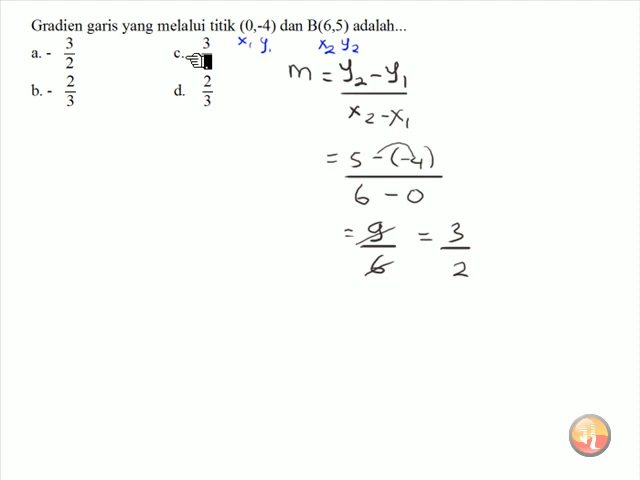 Gradien garis yang melalui titik (0,-4) dan B(6,5) adalah...
x₁ y₁ x₂ y₂
a. - 3/2 c. 3
b. - 2/3 d. 2/3
m = y₂ - y₁ / x₂ - x₁
= 5 - (-4) / 6 - 0
= 9/6 = 3/2